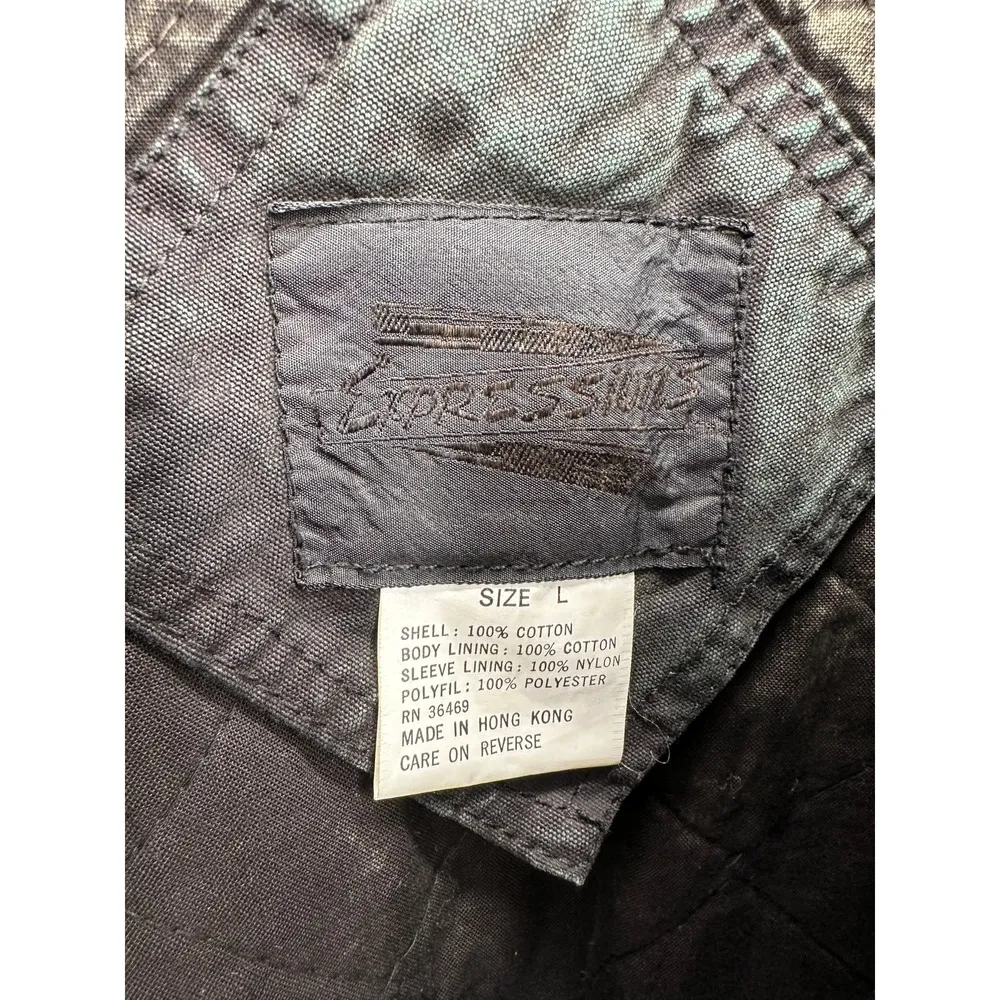 EXPRESSIONS
SIZE L
SHELL: 100% COTTON
BODY LINING: 100% COTTON
SLEEVE LINING: 100% NYLON
POLYFIL: 100% POLYESTER
RN 36469
MADE IN HONG KONG
CARE ON REVERSE